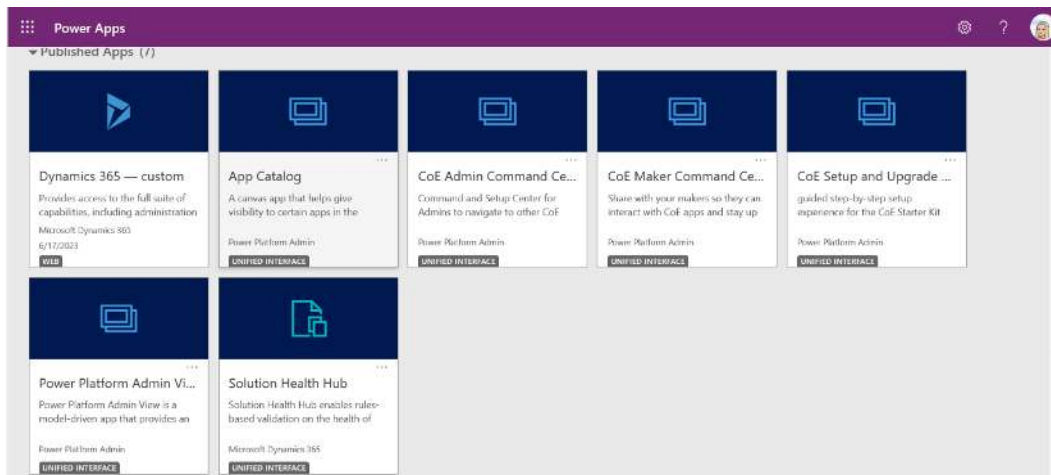 Power Apps
?
Published Apps (7)
Dynamics 365 — custom
Provides access to the full suite of
capabilities, including administration
Microsoft Dynamics 365
6/17/2023
WEB
App Catalog
A canvas app that helps give
visibility to certain apps in the
Power Platform Admin
UNIFIED INTERFACE
CoE Admin Command Ce...
Command and Setup Center for
Admins to navigate to other CoE
Power Platform Admin
UNIFIED INTERFACE
CoE Maker Command Ce...
Share with your makers so they can
interact with CoE apps and stay up
Power Platform Admin
UNIFIED INTERFACE
CoE Setup and Upgrade ...
guided step-by-step setup
experience for the CoE Starter Kit
Power Platform Admin
UNIFIED INTERFACE
Power Platform Admin Vi...
Power Platform Admin View is a
model-driven app that provides an
Power Platform Admin
UNIFIED INTERFACE
Solution Health Hub
Solution Health Hub enables rules-
based validation on the health of
Microsoft Dynamics 365
UNIFIED INTERFACE